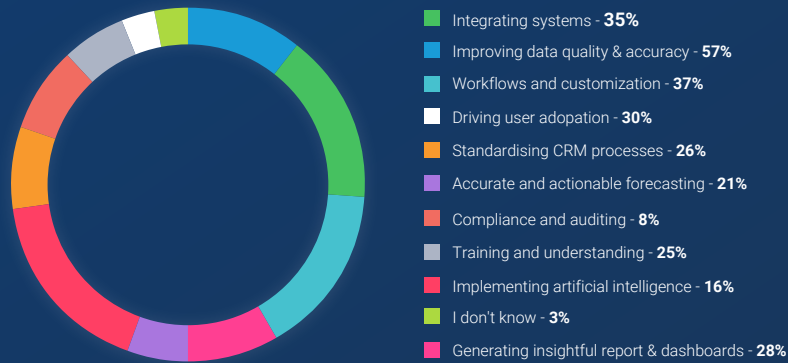 Integrating systems - 35%
Improving data quality & accuracy - 57%
Workflows and customization - 37%
Driving user adopation - 30%
Standardising CRM processes - 26%
Accurate and actionable forecasting - 21%
Compliance and auditing - 8%
Training and understanding - 25%
Implementing artificial intelligence - 16%
I don't know - 3%
Generating insightful report & dashboards - 28%